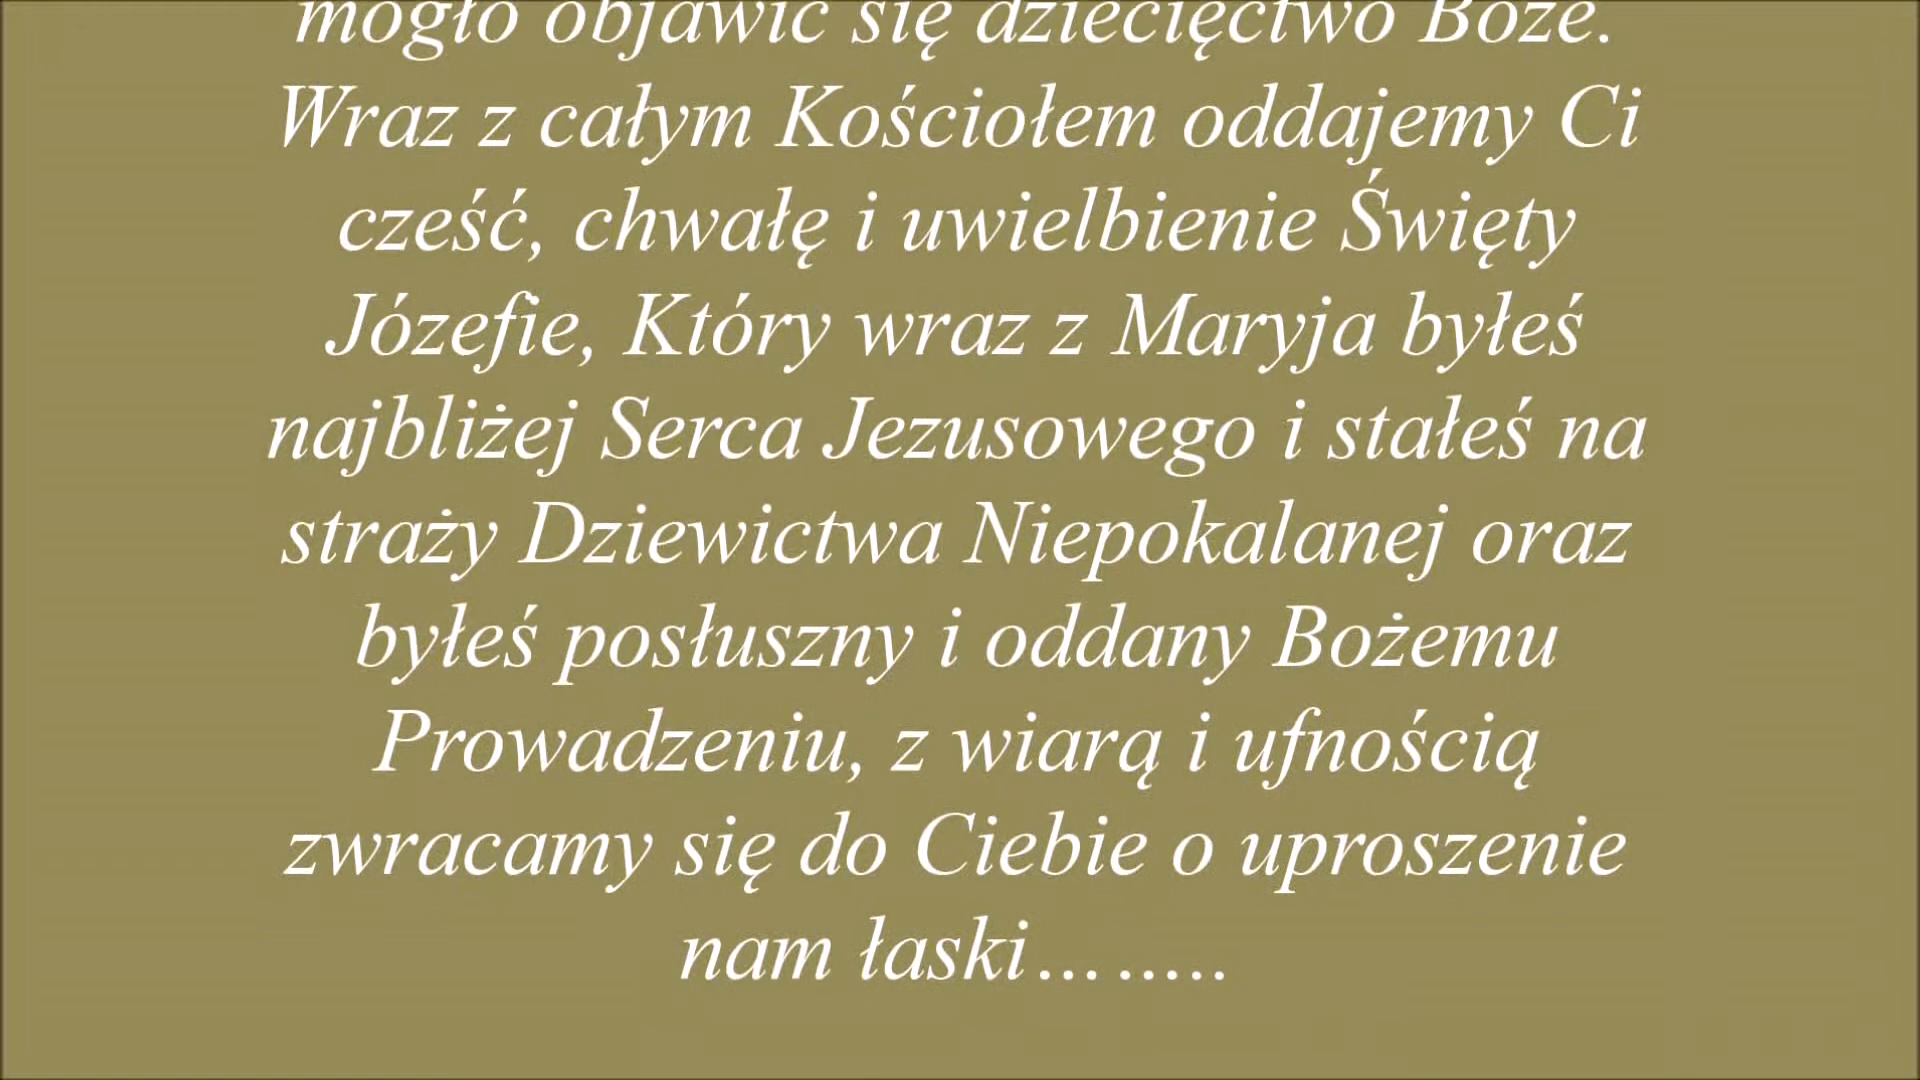 mogło objawić się dziecięctwo Boże.
Wraz z całym Kościołem oddajemy Ci
cześć, chwałę i uwielbienie Święty
Józefie, Który wraz z Maryja byłeś
najbliżej Serca Jezusowego i stałeś na
straży Dziewictwa Niepokalanej oraz
byłeś posłuszny i oddany Bożemu
Prowadzeniu, z wiarą i ufnością
zwracamy się do Ciebie o uproszenie
nam łaski……..